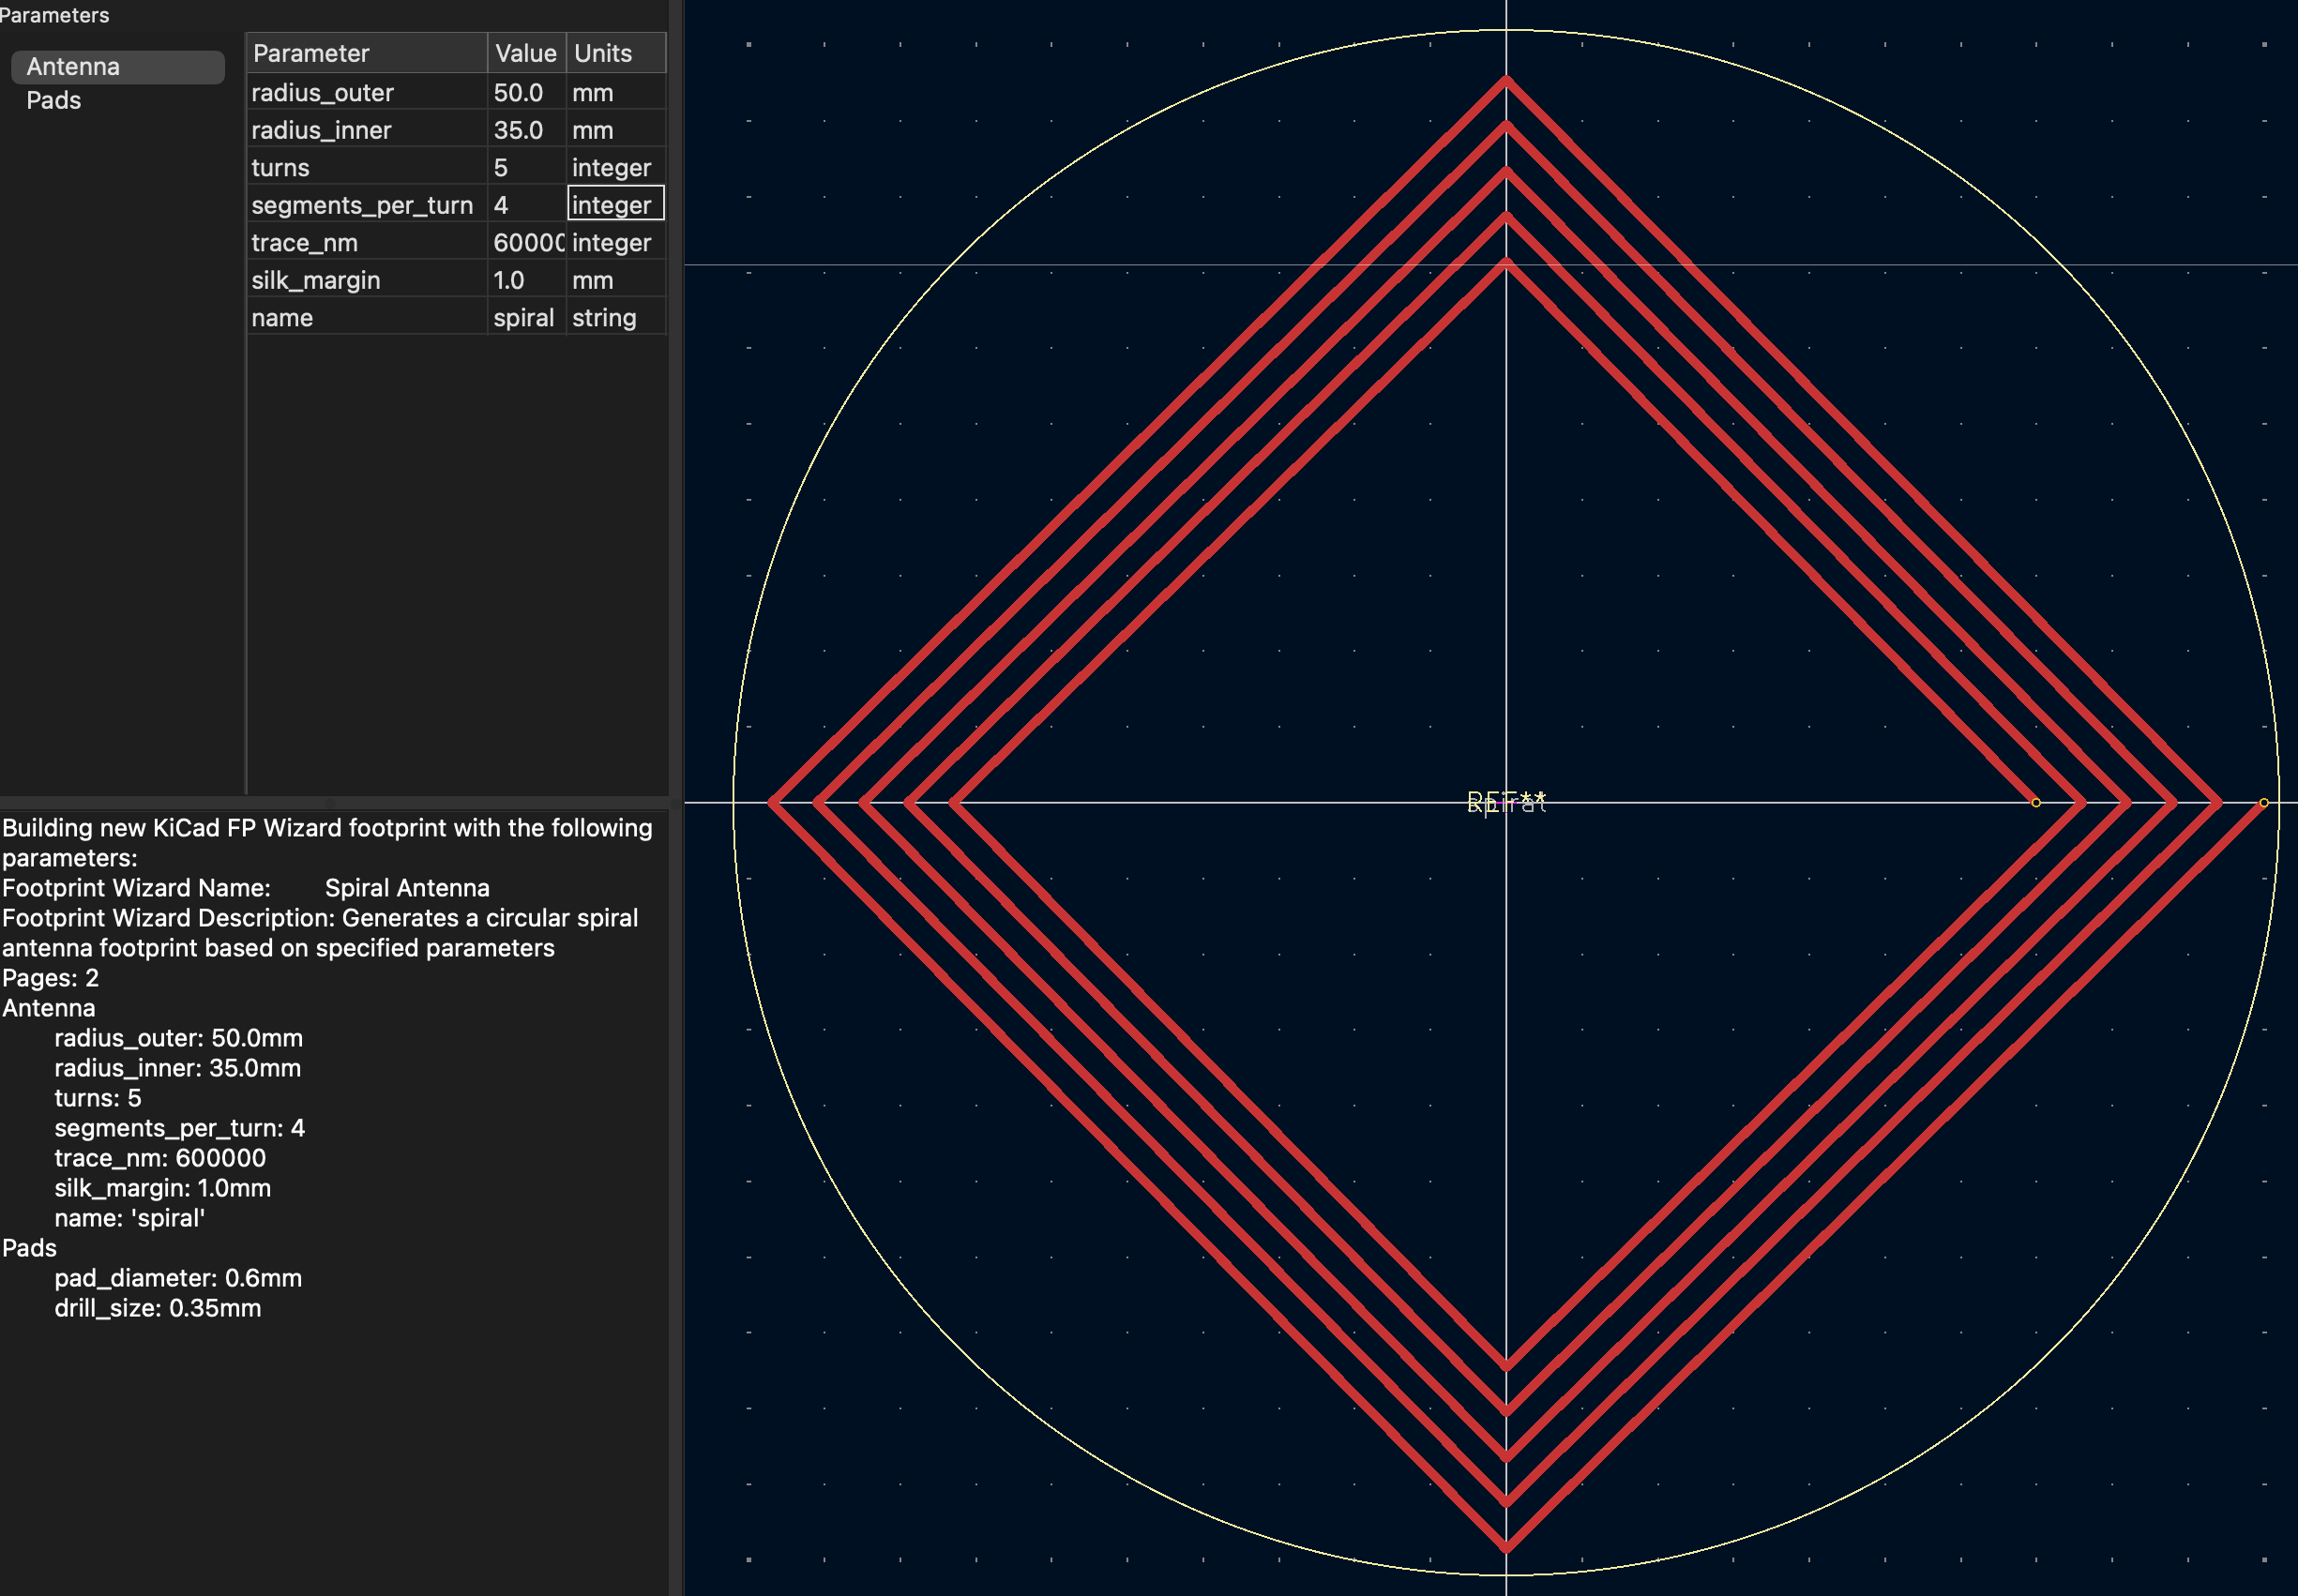 Parameters
Antenna
Pads
Parameter Value Units
radius_outer 50.0 mm
radius_inner 35.0 mm
turns 5 integer
segments_per_turn 4 integer
trace_nm 60000 integer
silk_margin 1.0 mm
name spiral string
Building new KiCad FP Wizard footprint with the following
parameters:
Footprint Wizard Name: Spiral Antenna
Footprint Wizard Description: Generates a circular spiral
antenna footprint based on specified parameters
Pages: 2
Antenna
radius_outer: 50.0mm
radius_inner: 35.0mm
turns: 5
segments_per_turn: 4
trace_nm: 600000
silk_margin: 1.0mm
name: 'spiral'
Pads
pad_diameter: 0.6mm
drill_size: 0.35mm
REF**
spiral